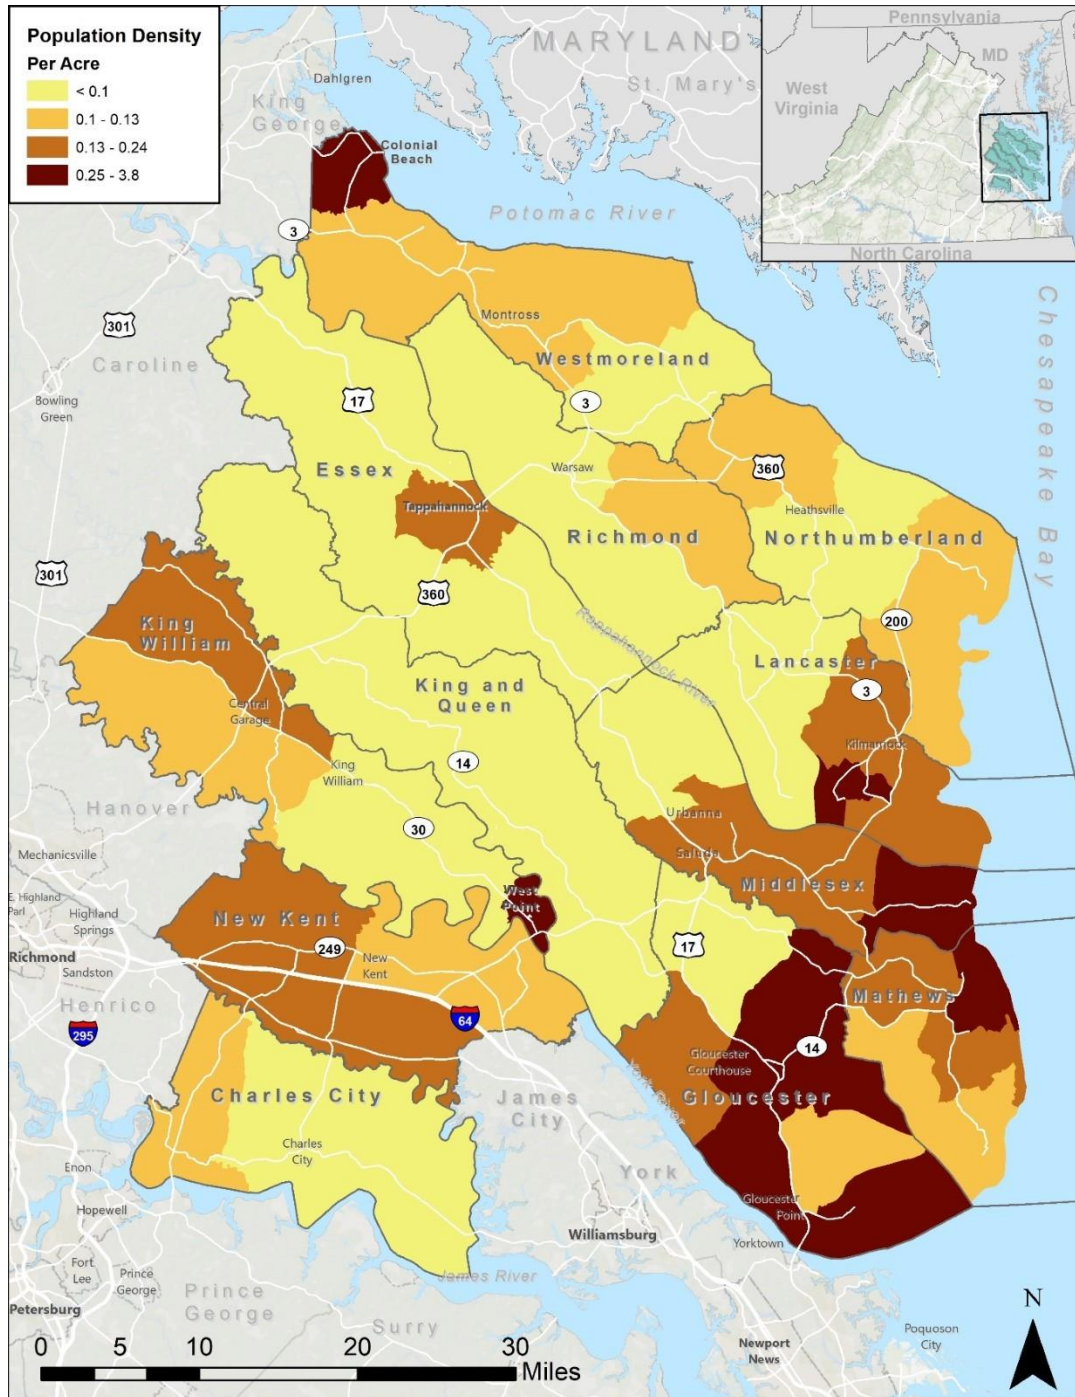 Population Density
Per Acre
< 0.1
0.1 - 0.13
0.13 - 0.24
0.25 - 3.8
Pennsylvania
MD
West
Virginia
North Carolina
MARYLAND
St. Mary's
Dahlgren
King
George
Colonial
Beach
Potomac River
3
301
Caroline
Bowling
Green
Montross
Westmoreland
17
3
Chesapeake Bay
Essex
Warsaw
360
Tappahannock
Heathsville
Richmond
Northumberland
301
360
King
William
Rappahannock River
200
Lancaster
King and
Queen
3
Central
Garage
Kilmarnock
14
King
William
Hanover
Urbanna
30
Saluda
Mechanicsville
Middlesex
E. Highland
Park
Highland
Springs
West
Point
New Kent
249
New
Kent
17
Richmond
Sandston
Henrico
Mathews
64
295
14
Gloucester
Courthouse
York River
Charles City
James
City
Gloucester
Charles
City
York
Enon
Hopewell
Gloucester
Point
Williamsburg
Yorktown
Fort
Lee
Prince
George
James River
Petersburg
Prince
George
Surry
N
0 5 10 20 30
Miles
Newport
News
Poquoson
City